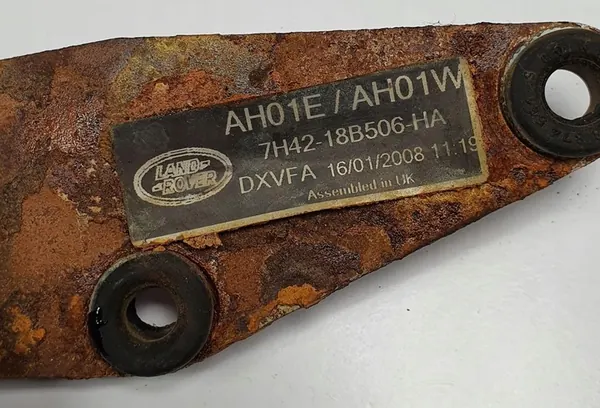 AH01E / AH01W
7H42-18B506-HA
LAND-
-ROVER
DXVFA 16/01/2008 11:19
Assembled in UK